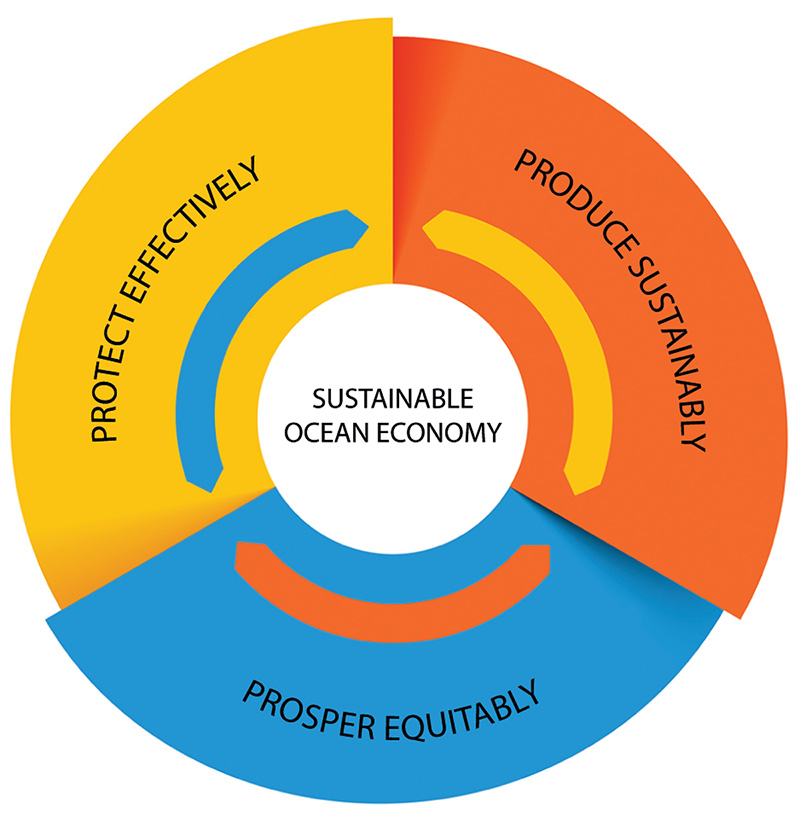 PROTECT EFFECTIVELY
PRODUCE SUSTAINABLY
SUSTAINABLE
OCEAN ECONOMY
PROSPER EQUITABLY